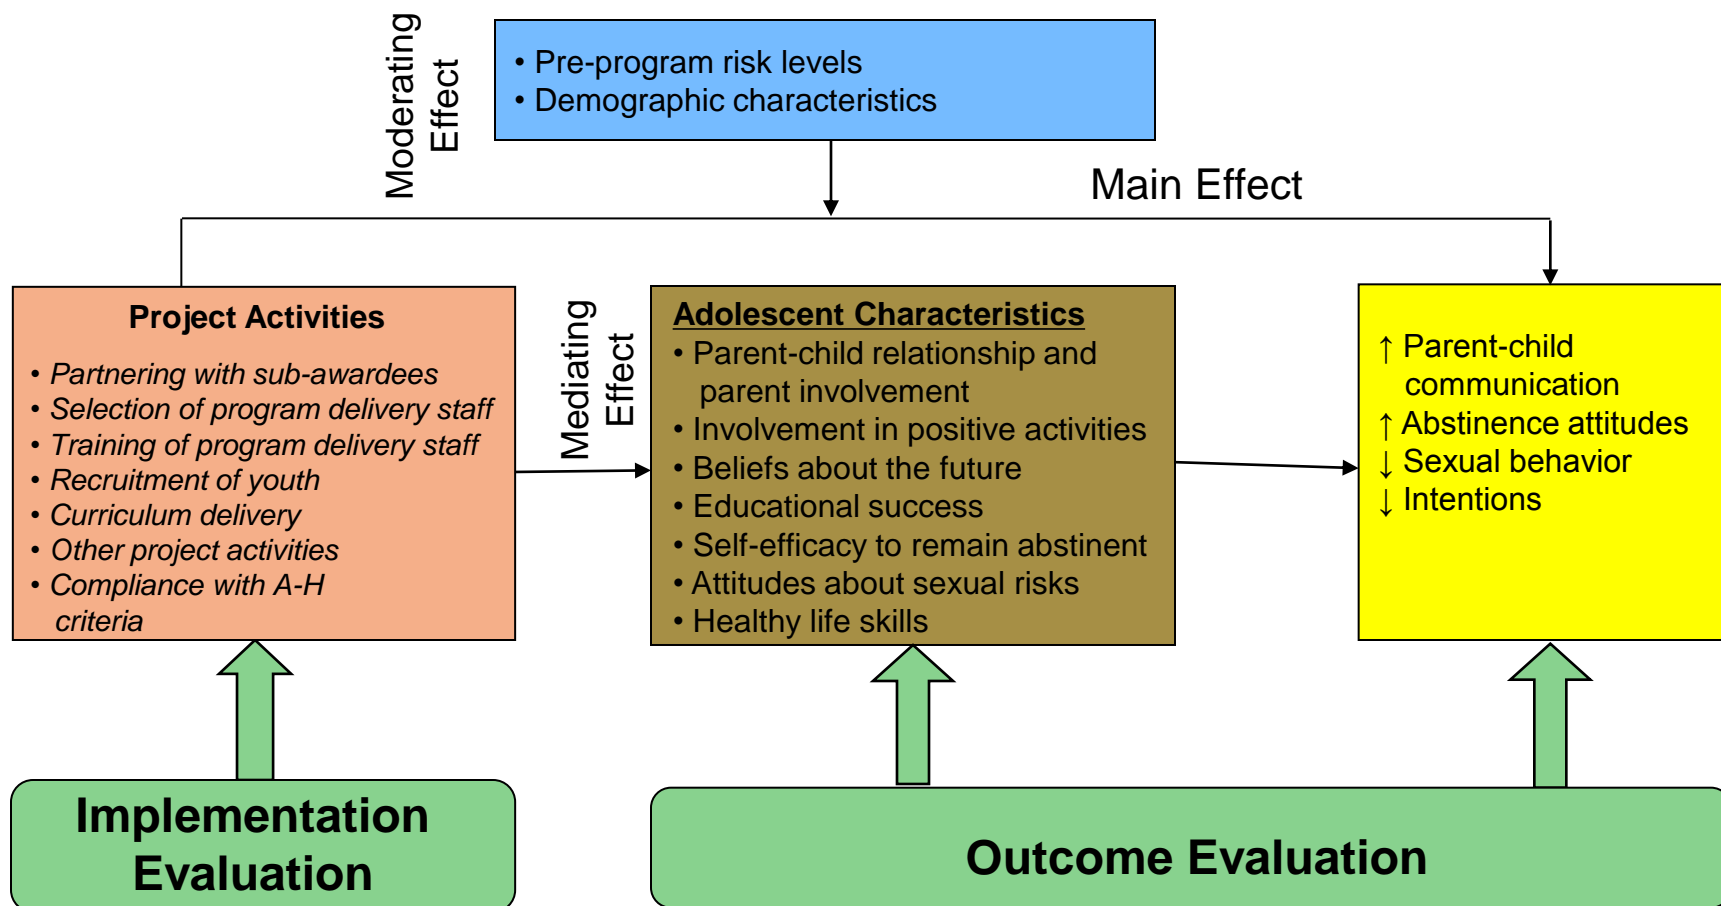 Moderating
Effect
• Pre-program risk levels
• Demographic characteristics
Main Effect
Project Activities
• Partnering with sub-awardees
• Selection of program delivery staff
• Training of program delivery staff
• Recruitment of youth
• Curriculum delivery
• Other project activities
• Compliance with A-H
criteria
Mediating
Effect
Adolescent Characteristics
• Parent-child relationship and
parent involvement
• Involvement in positive activities
• Beliefs about the future
• Educational success
• Self-efficacy to remain abstinent
• Attitudes about sexual risks
• Healthy life skills
↑ Parent-child
communication
↑ Abstinence attitudes
↓ Sexual behavior
↓ Intentions
Implementation
Evaluation
Outcome Evaluation